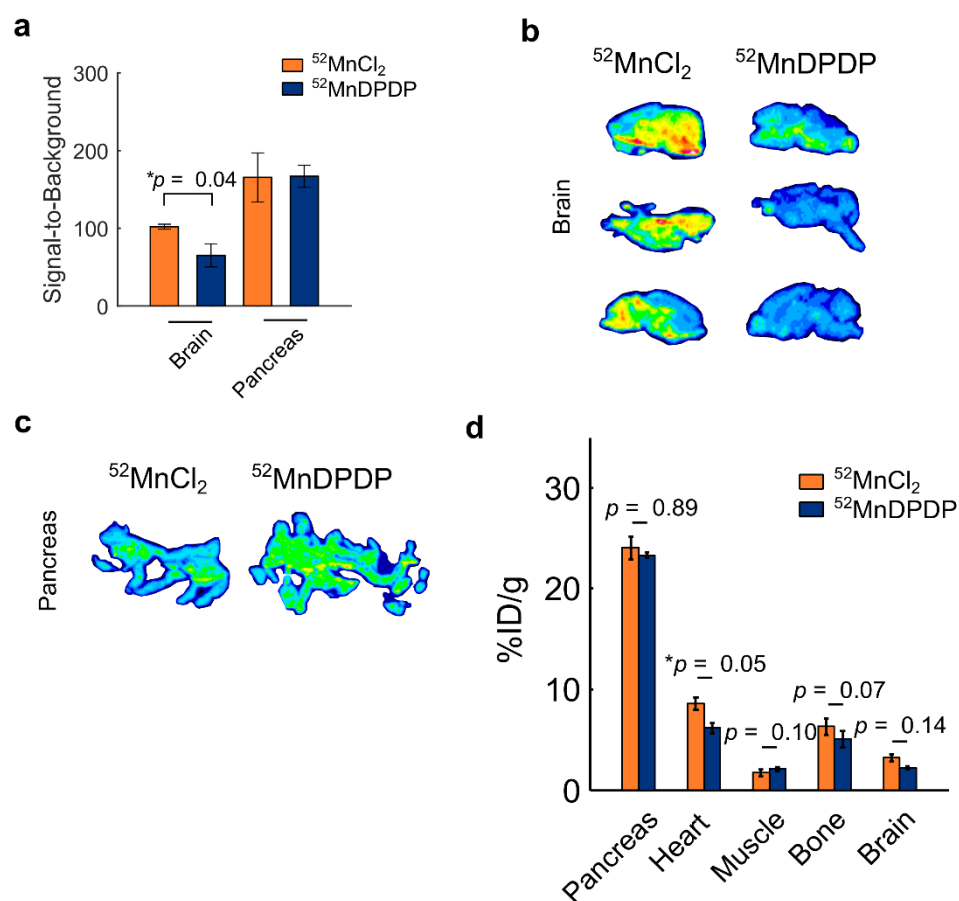 a
⁵²MnCl₂
⁵²MnDPDP
Signal-to-Background
300
200
100
0
*p = 0.04
Brain
Pancreas
b
⁵²MnCl₂ ⁵²MnDPDP
Brain
c
⁵²MnCl₂ ⁵²MnDPDP
Pancreas
d
⁵²MnCl₂
⁵²MnDPDP
%ID/g
30
20
10
0
p = 0.89
*p = 0.05
p = 0.10
p = 0.07
p = 0.14
Pancreas
Heart
Muscle
Bone
Brain